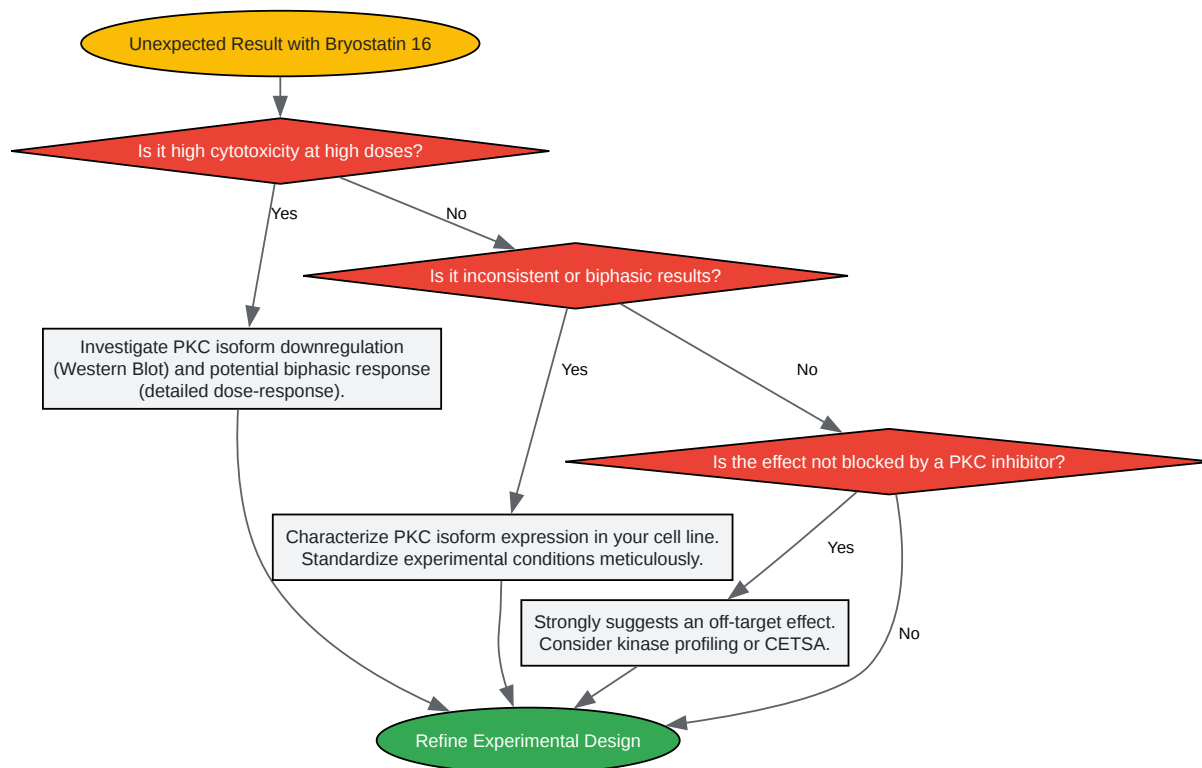 Unexpected Result with Bryostatin 16
Is it high cytotoxicity at high doses?
Yes
No
Is it inconsistent or biphasic results?
Investigate PKC isoform downregulation
(Western Blot) and potential biphasic response
(detailed dose-response).
Yes
No
Is the effect not blocked by a PKC inhibitor?
Characterize PKC isoform expression in your cell line.
Standardize experimental conditions meticulously.
Yes
Strongly suggests an off-target effect.
Consider kinase profiling or CETSA.
No
Refine Experimental Design